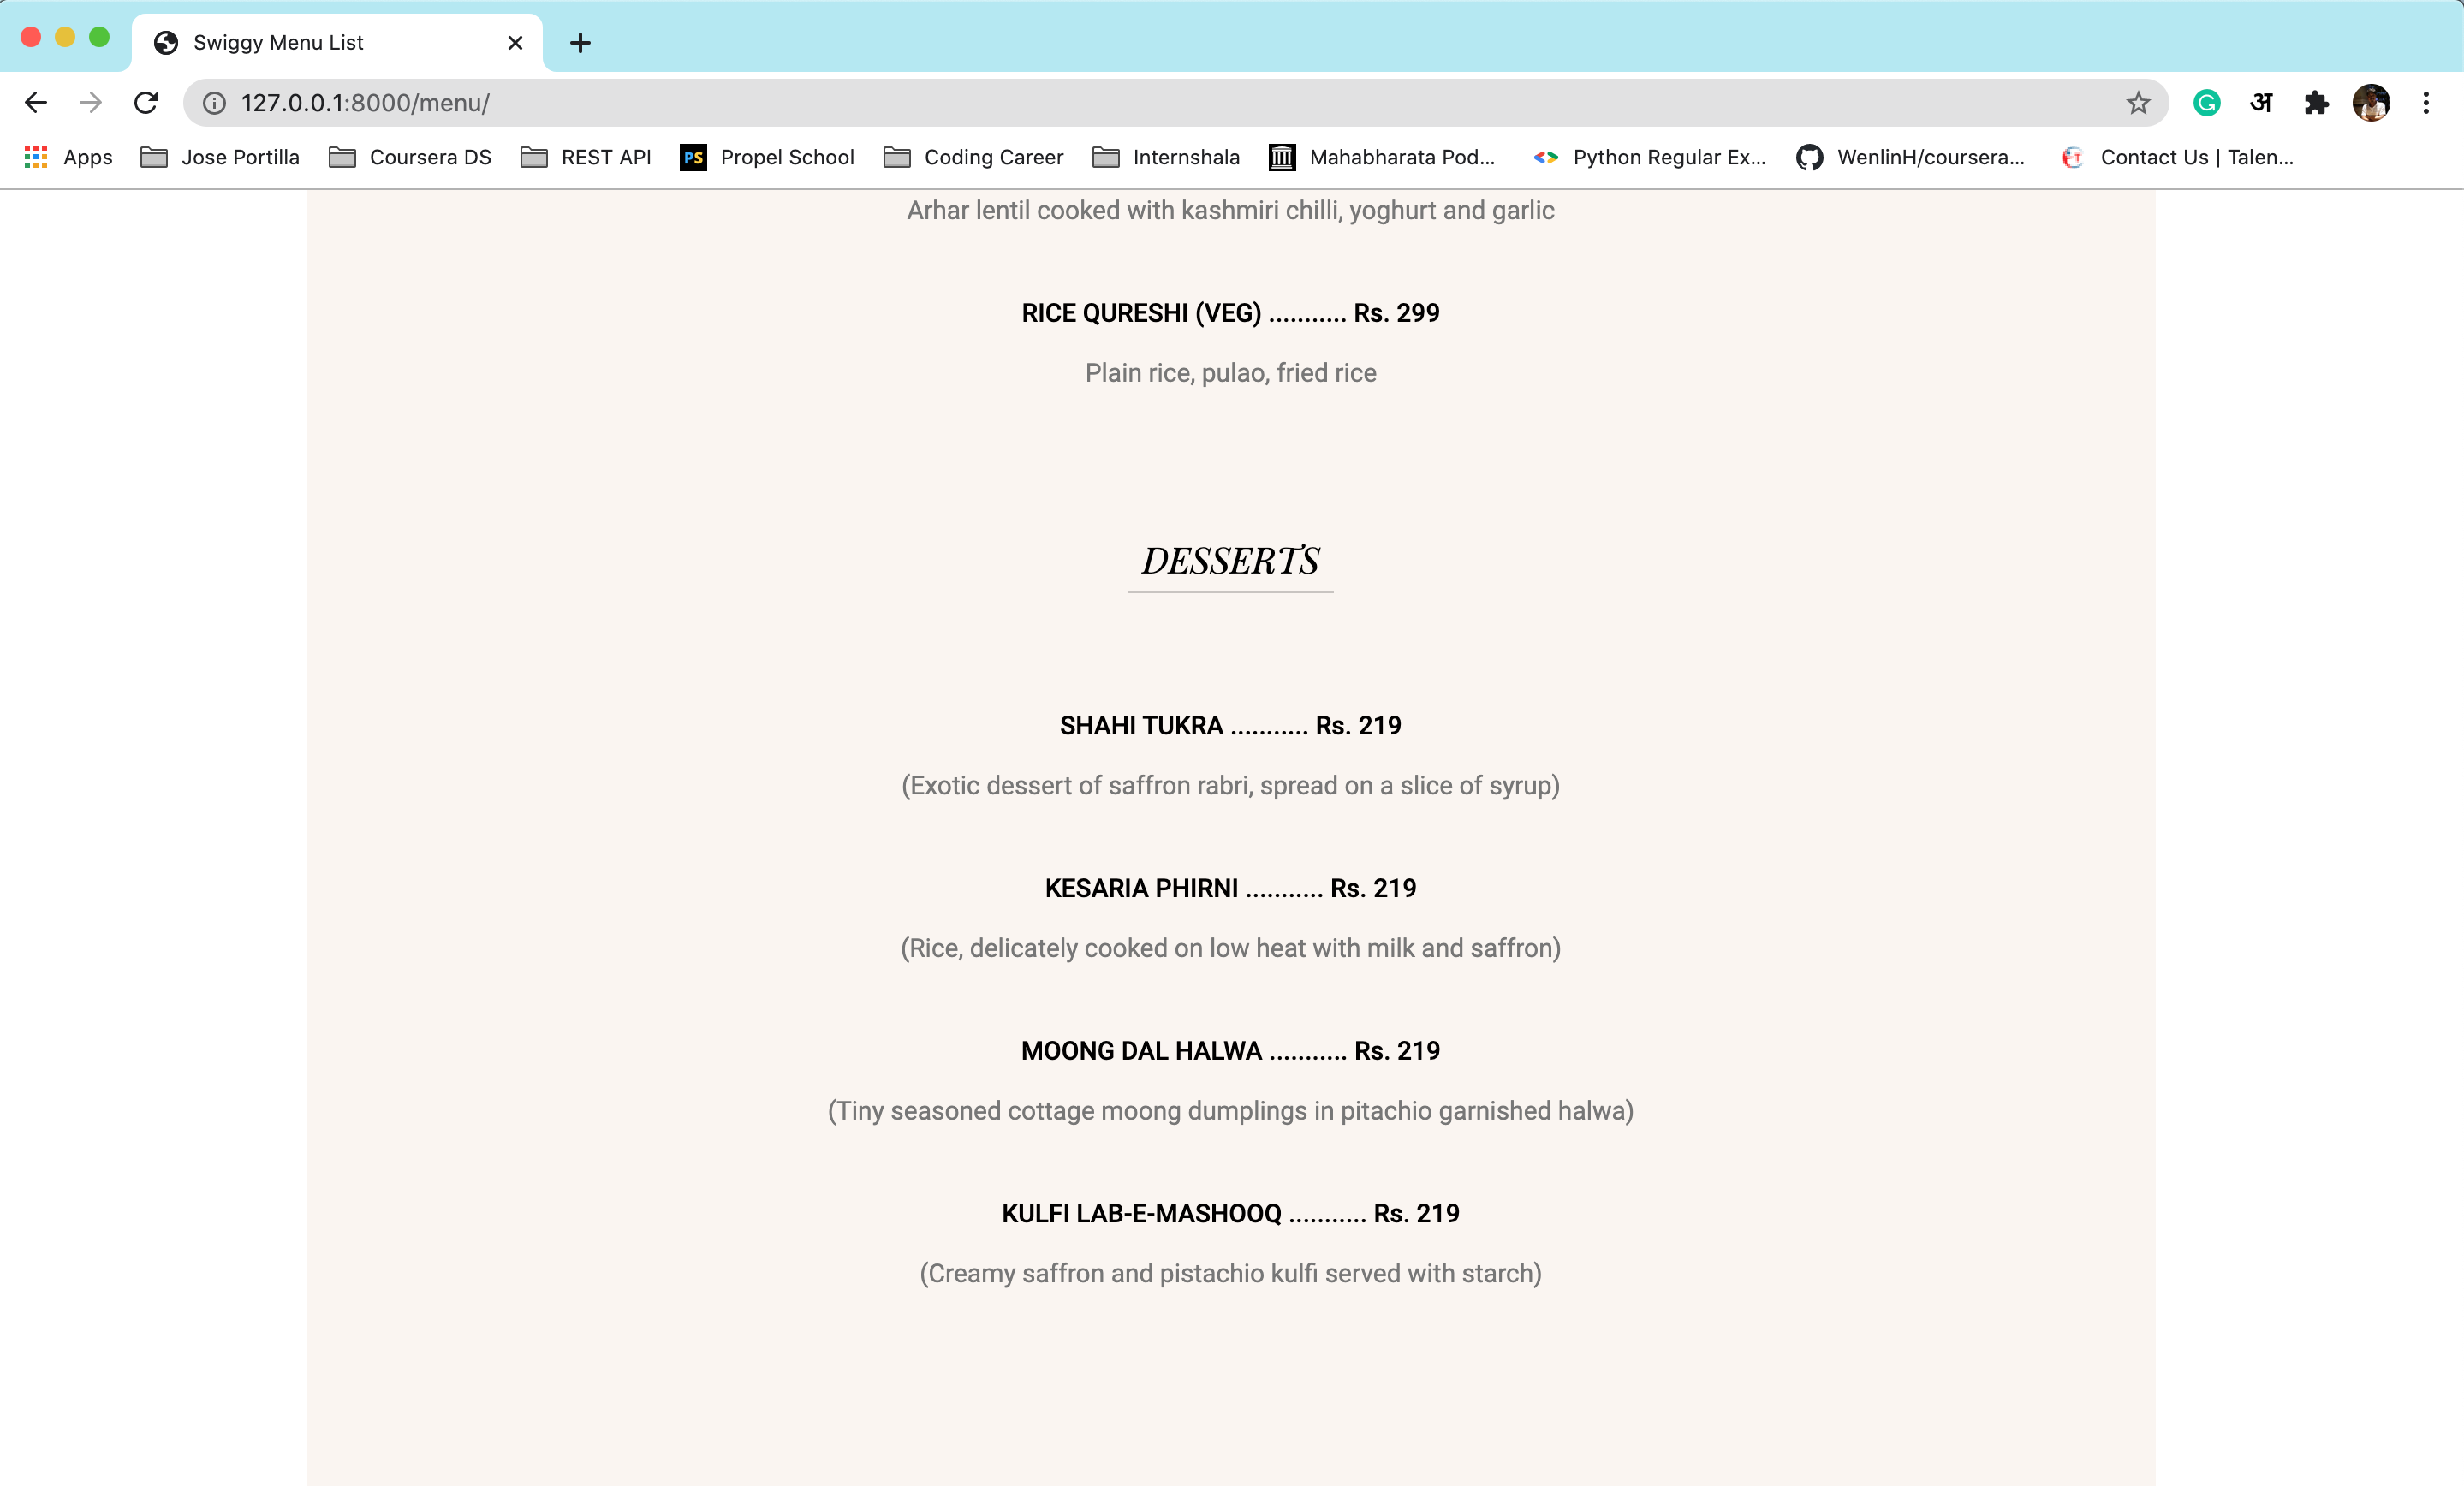 Swiggy Menu List
127.0.0.1:8000/menu/
अ
Apps Jose Portilla Coursera DS REST API PS Propel School Coding Career Internshala Mahabharata Pod... Python Regular Ex... WenlinH/coursera... Contact Us | Talen...
Arhar lentil cooked with kashmiri chilli, yoghurt and garlic
RICE QURESHI (VEG) ........... Rs. 299
Plain rice, pulao, fried rice
DESSERTS
SHAHI TUKRA ........... Rs. 219
(Exotic dessert of saffron rabri, spread on a slice of syrup)
KESARIA PHIRNI ........... Rs. 219
(Rice, delicately cooked on low heat with milk and saffron)
MOONG DAL HALWA ........... Rs. 219
(Tiny seasoned cottage moong dumplings in pitachio garnished halwa)
KULFI LAB-E-MASHOOQ ........... Rs. 219
(Creamy saffron and pistachio kulfi served with starch)